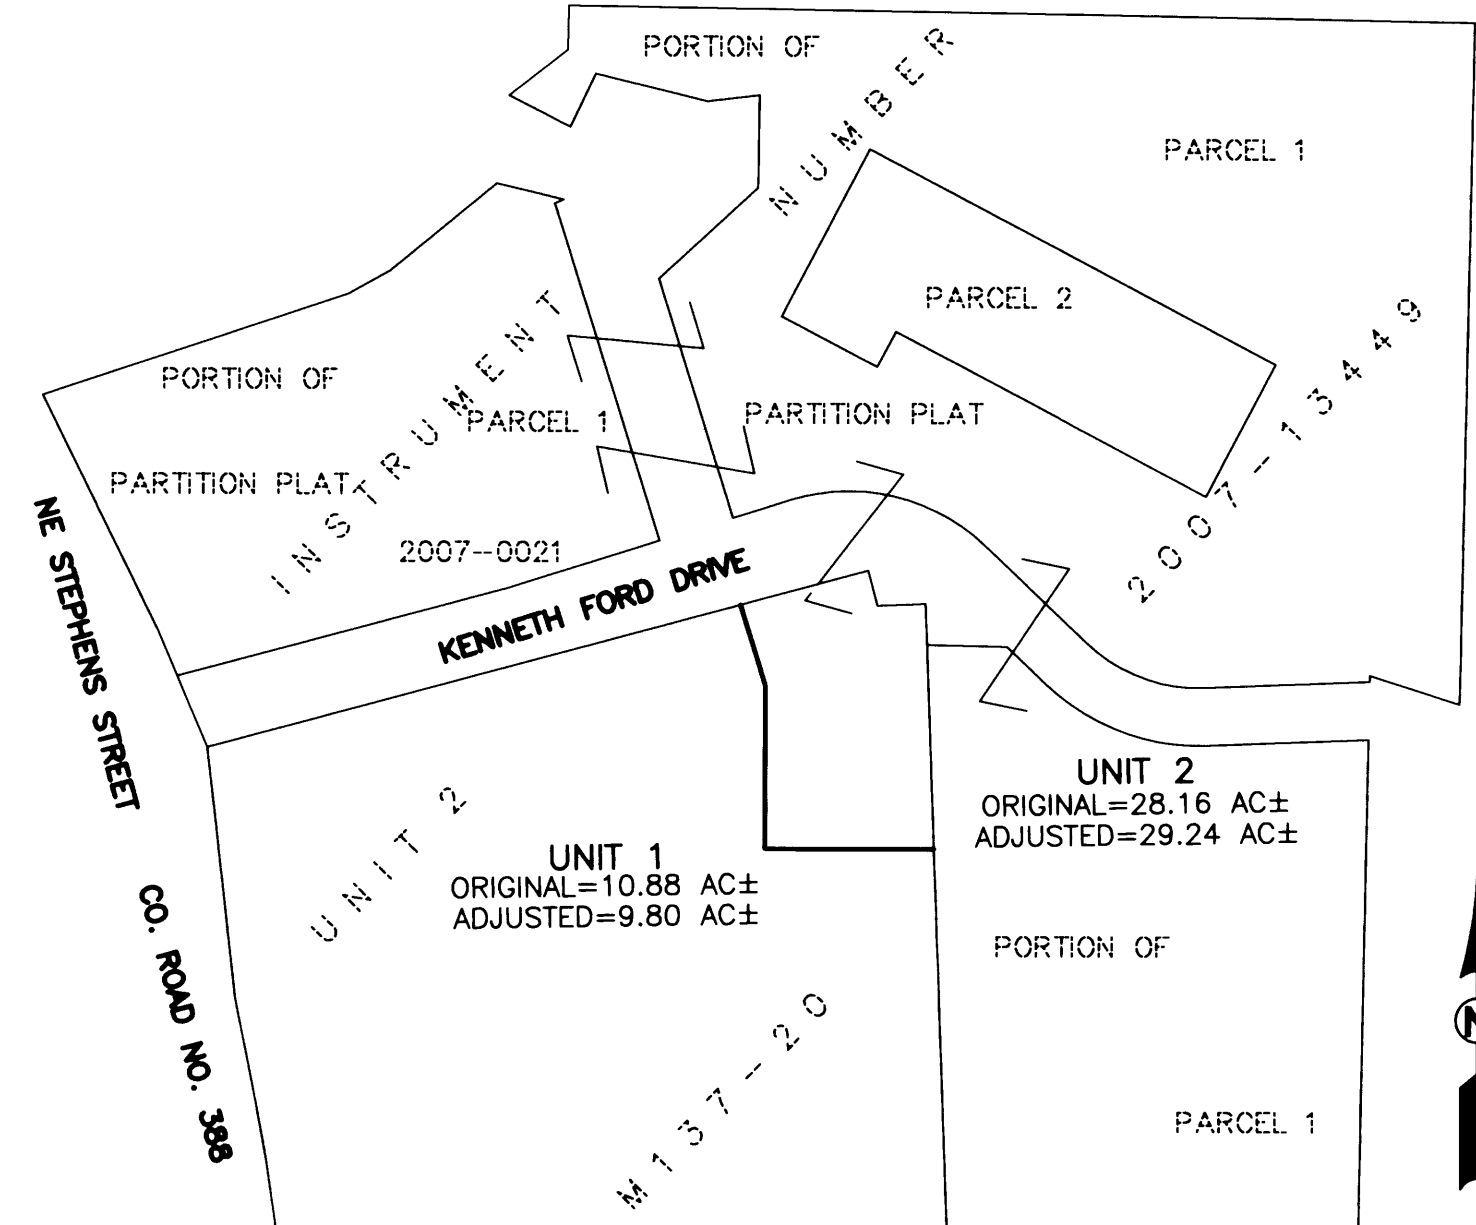 PORTION OF
PARCEL 1
PARCEL 2
PARTITION PLAT
INSTRUMENT NUMBER 2007-13449
PORTION OF
PARCEL 1
PARTITION PLAT
2007--0021
KENNETH FORD DRIVE
NE STEPHENS STREET CO. ROAD NO. 388
UNIT 2
ORIGINAL=28.16 AC±
ADJUSTED=29.24 AC±
UNIT 1
ORIGINAL=10.88 AC±
ADJUSTED=9.80 AC±
UNIT 2
M137-20
PORTION OF
PARCEL 1
N